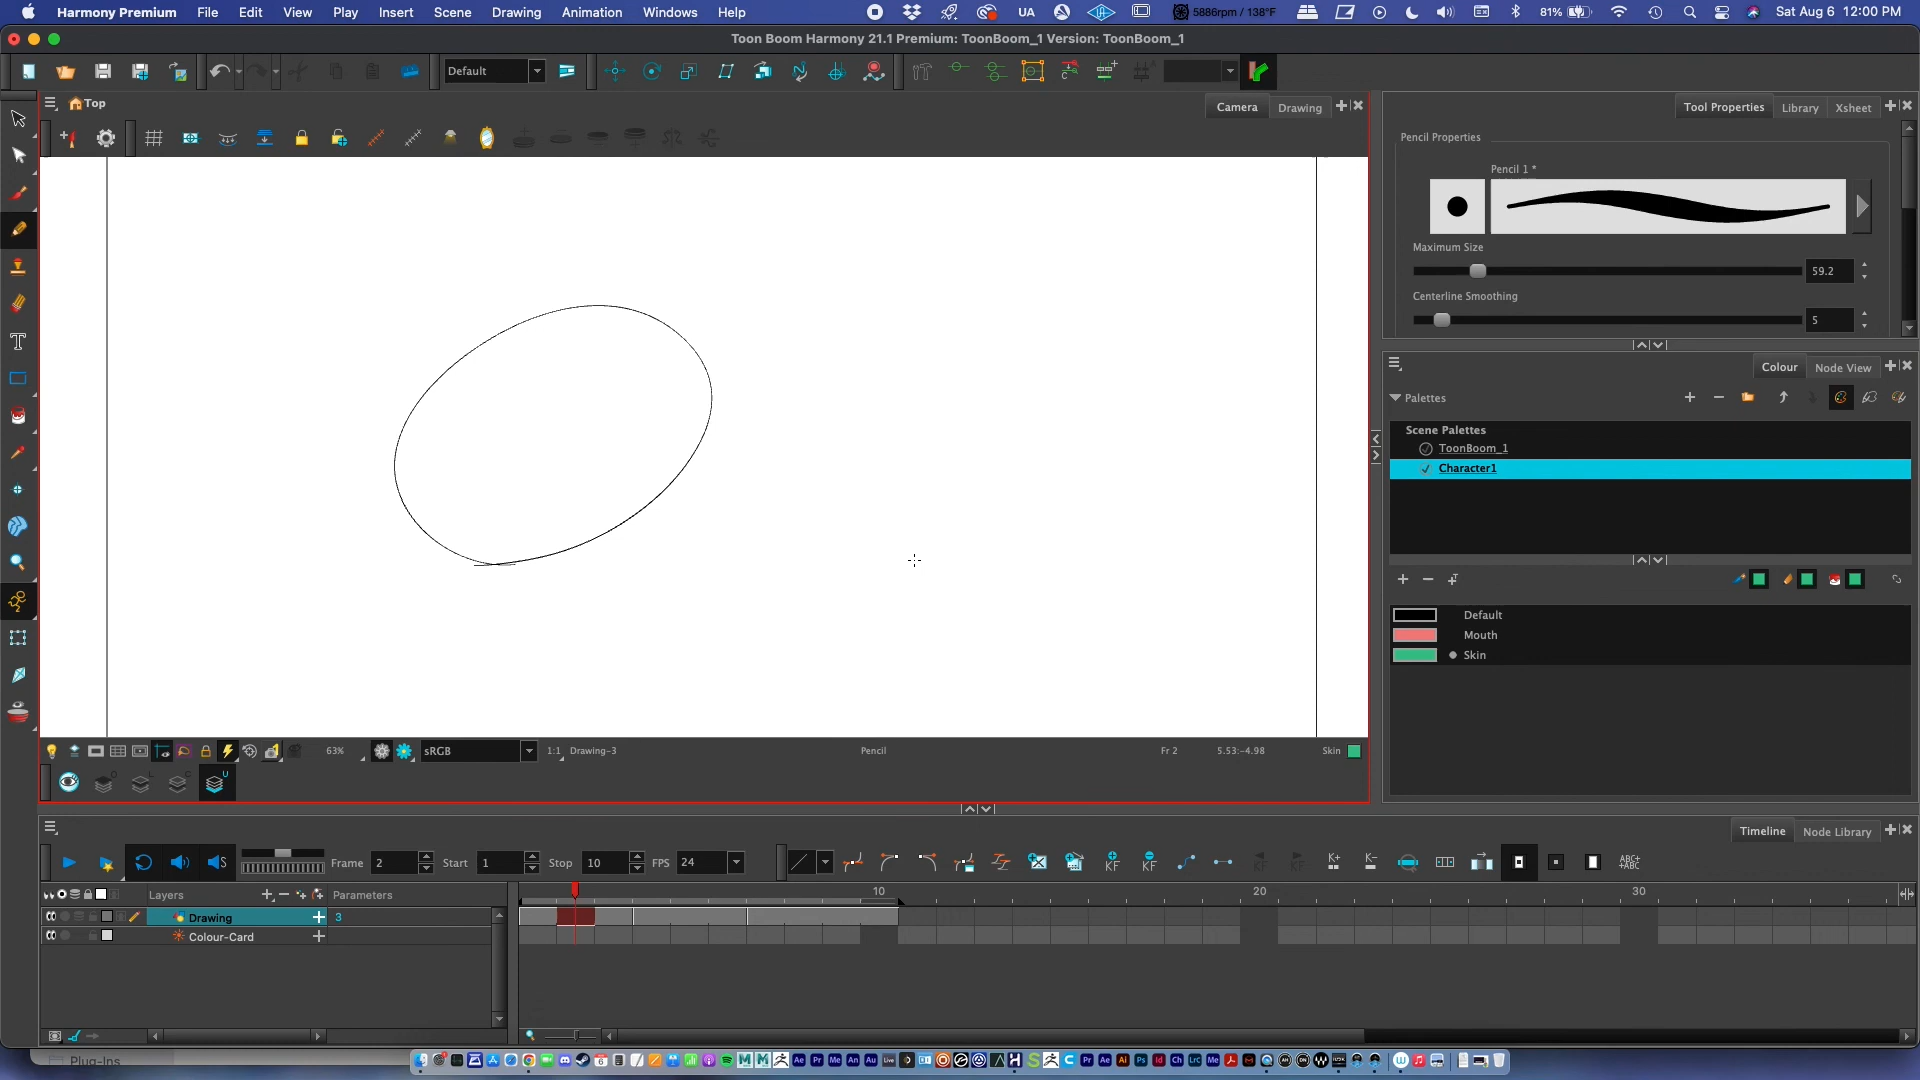 Harmony Premium File Edit View Play Insert Scene Drawing Animation Windows Help UA 5886rpm / 138°F 81% Sat Aug 6 12:00 PM
Toon Boom Harmony 21.1 Premium: ToonBoom_1 Version: ToonBoom_1
Default
Top Camera Drawing
Tool Properties Library Xsheet
Pencil Properties
Pencil 1 *
Maximum Size
59.2
Centerline Smoothing
5
Colour Node View
Palettes
Scene Palettes
ToonBoom_1
Character1
Default
Mouth
Skin
63% sRGB 1:1 Drawing-3 Pencil Fr 2 5.53:-4.98 Skin
Timeline Node Library
Frame 2 Start 1 Stop 10 FPS 24
KF KF
Layers Parameters 10 20 30
Drawing 3
Colour-Card
Plug-Ins